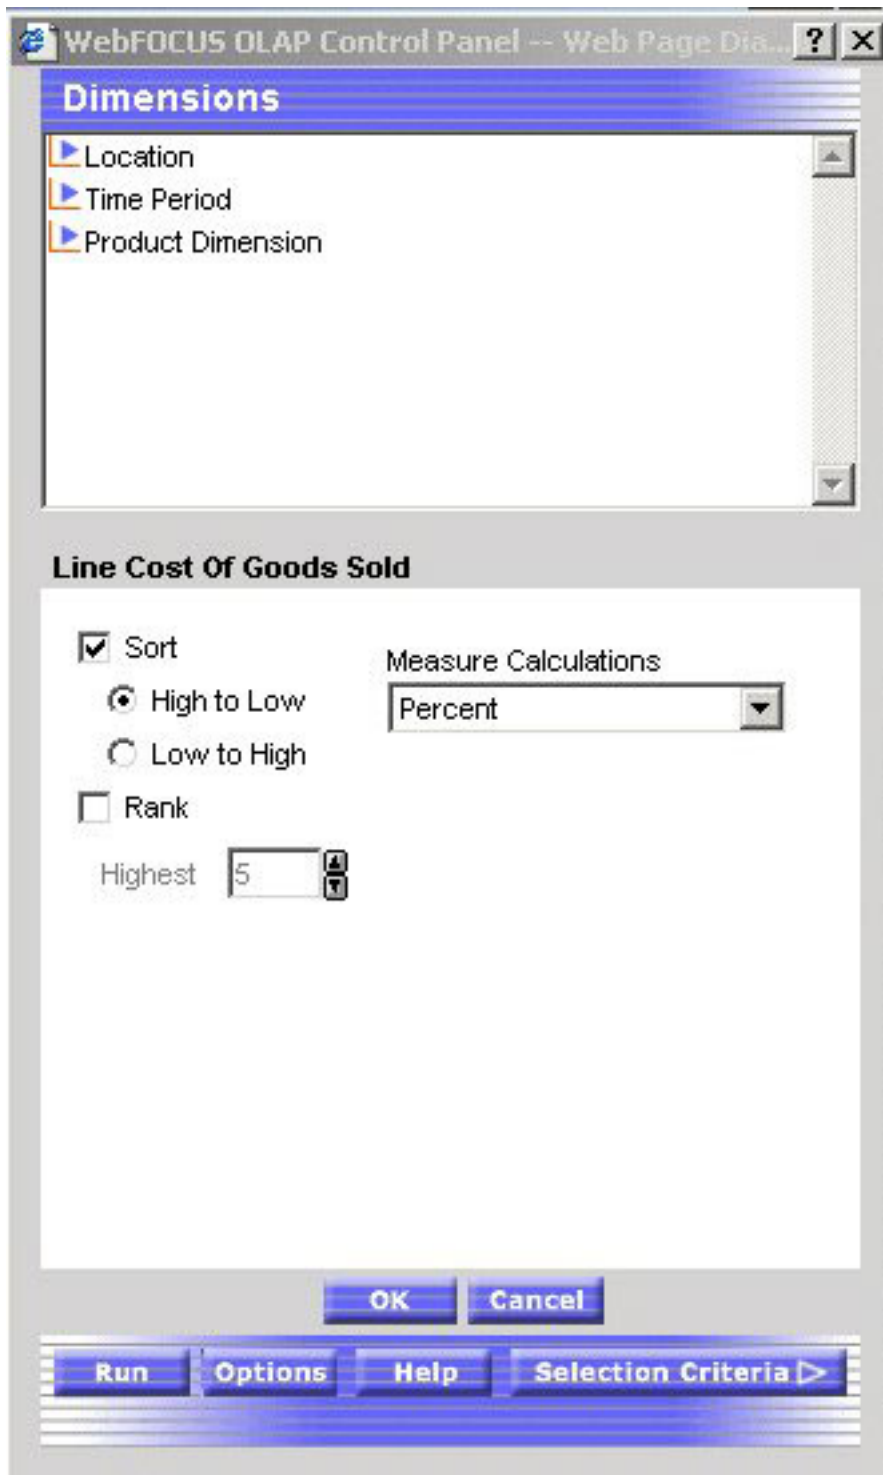 WebFOCUS OLAP Control Panel -- Web Page Dia...
Dimensions
Location
Time Period
Product Dimension
Line Cost Of Goods Sold
Sort
High to Low
Low to High
Rank
Highest 5
Measure Calculations
Percent
OK Cancel
Run Options Help Selection Criteria